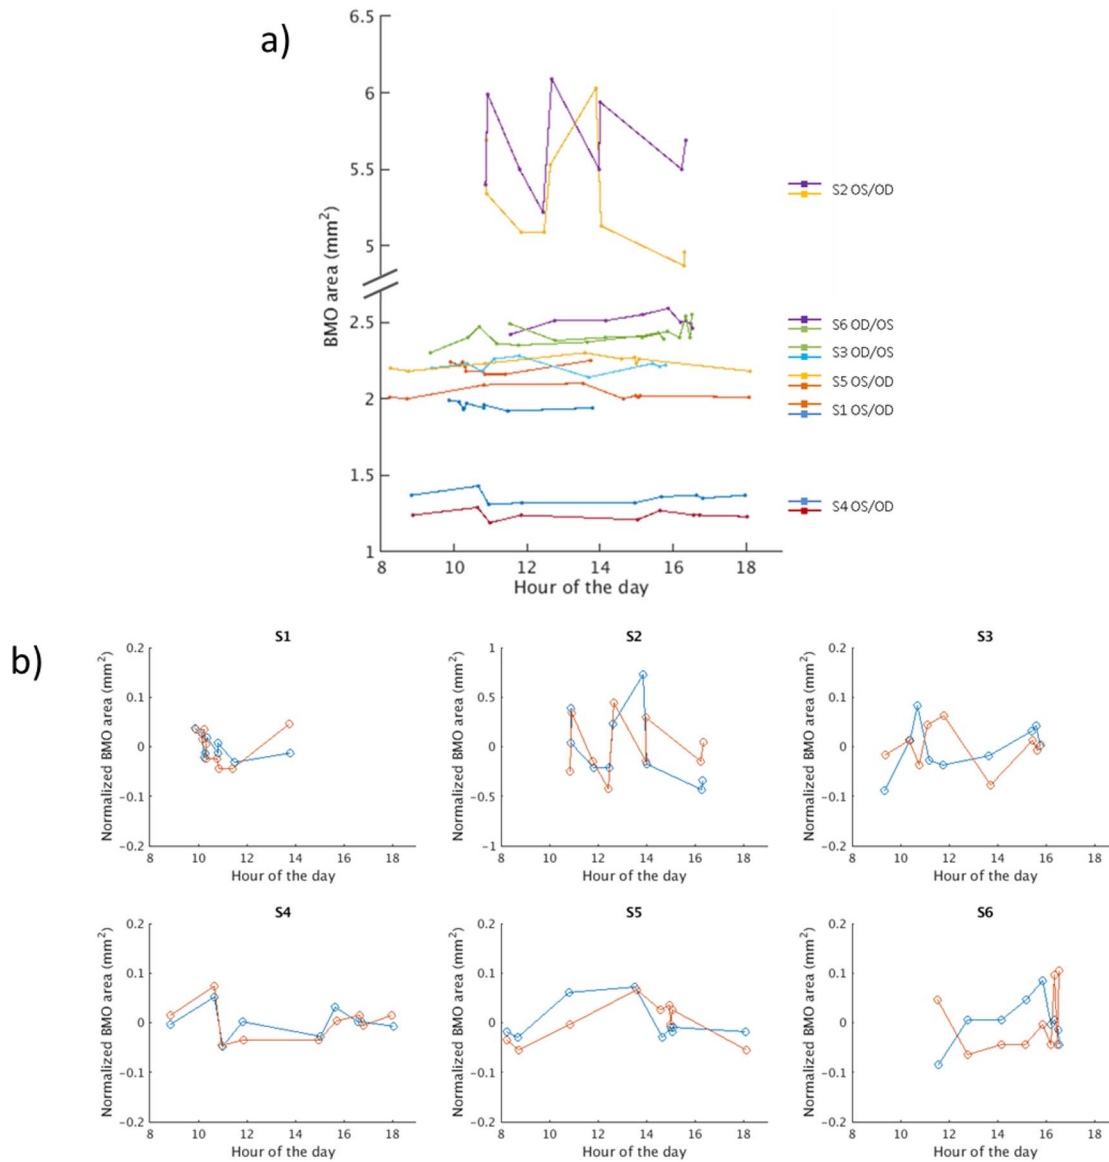 a)
6.5
6
5.5
5
2.5
2
1.5
1
BMO area (mm²)
10 12 14 16 18
Hour of the day
S2 OS/OD
S6 OD/OS
S3 OD/OS
S5 OS/OD
S1 OS/OD
S4 OS/OD
b)
S1
0.2
0.1
0
-0.1
-0.2
Normalized BMO area (mm²)
8 10 12 14 16 18
Hour of the day
S2
1
0.5
0
-0.5
-1
Normalized BMO area (mm²)
8 10 12 14 16 18
Hour of the day
S3
0.2
0.1
0
-0.1
-0.2
Normalized BMO area (mm²)
8 10 12 14 16 18
Hour of the day
S4
0.2
0.1
0
-0.1
-0.2
Normalized BMO area (mm²)
8 10 12 14 16 18
Hour of the day
S5
0.2
0.1
0
-0.1
-0.2
Normalized BMO area (mm²)
8 10 12 14 16 18
Hour of the day
S6
0.2
0.1
0
-0.1
-0.2
Normalized BMO area (mm²)
8 10 12 14 16 18
Hour of the day